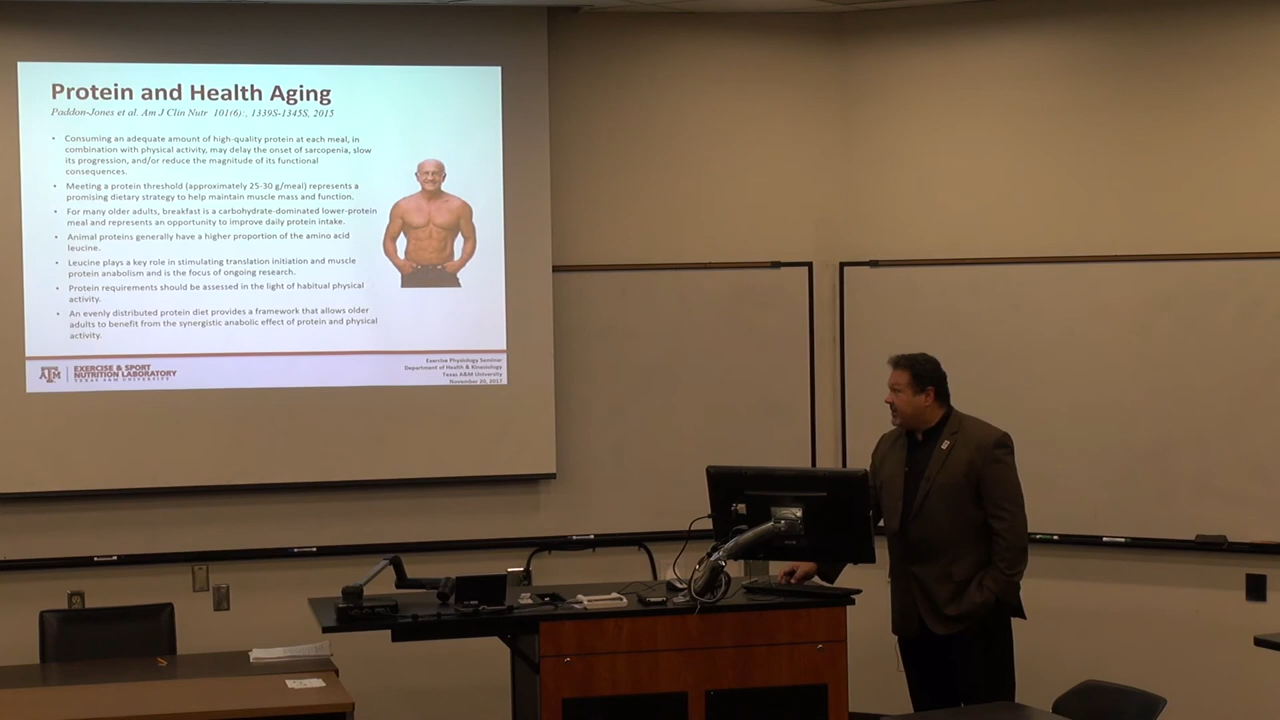 Protein and Health Aging
Paddon-Jones et al. Am J Clin Nutr 101(6):, 1339S-1345S, 2015
• Consuming an adequate amount of high-quality protein at each meal, in
combination with physical activity, may delay the onset of sarcopenia, slow
its progression, and/or reduce the magnitude of its functional
consequences.
• Meeting a protein threshold (approximately 25-30 g/meal) represents a
promising dietary strategy to help maintain muscle mass and function.
• For many older adults, breakfast is a carbohydrate-dominated lower-protein
meal and represents an opportunity to improve daily protein intake.
• Animal proteins generally have a higher proportion of the amino acid
leucine.
• Leucine plays a key role in stimulating translation initiation and muscle
protein anabolism and is the focus of ongoing research.
• Protein requirements should be assessed in the light of habitual physical
activity.
• An evenly distributed protein diet provides a framework that allows older
adults to benefit from the synergistic anabolic effect of protein and physical
activity.
ATM
EXERCISE & SPORT
NUTRITION LABORATORY
TEXAS A&M UNIVERSITY
Exercise Physiology Seminar
Department of Health & Kinesiology
Texas A&M University
November 20, 2017